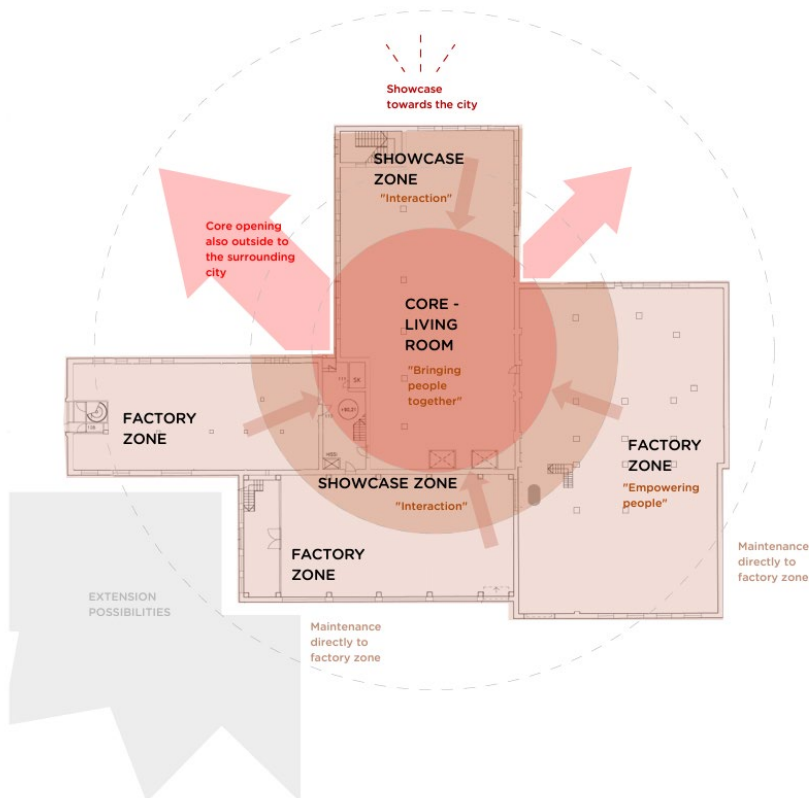 Showcase
towards the city
SHOWCASE
ZONE
"Interaction"
Core opening
also outside to
the surrounding
city
CORE -
LIVING
ROOM
"Bringing
people
together"
SK
FACTORY
ZONE
FACTORY
ZONE
"Empowering
people"
SHOWCASE ZONE
"Interaction"
FACTORY
ZONE
EXTENSION
POSSIBILITIES
Maintenance
directly to
factory zone
Maintenance
directly to
factory zone